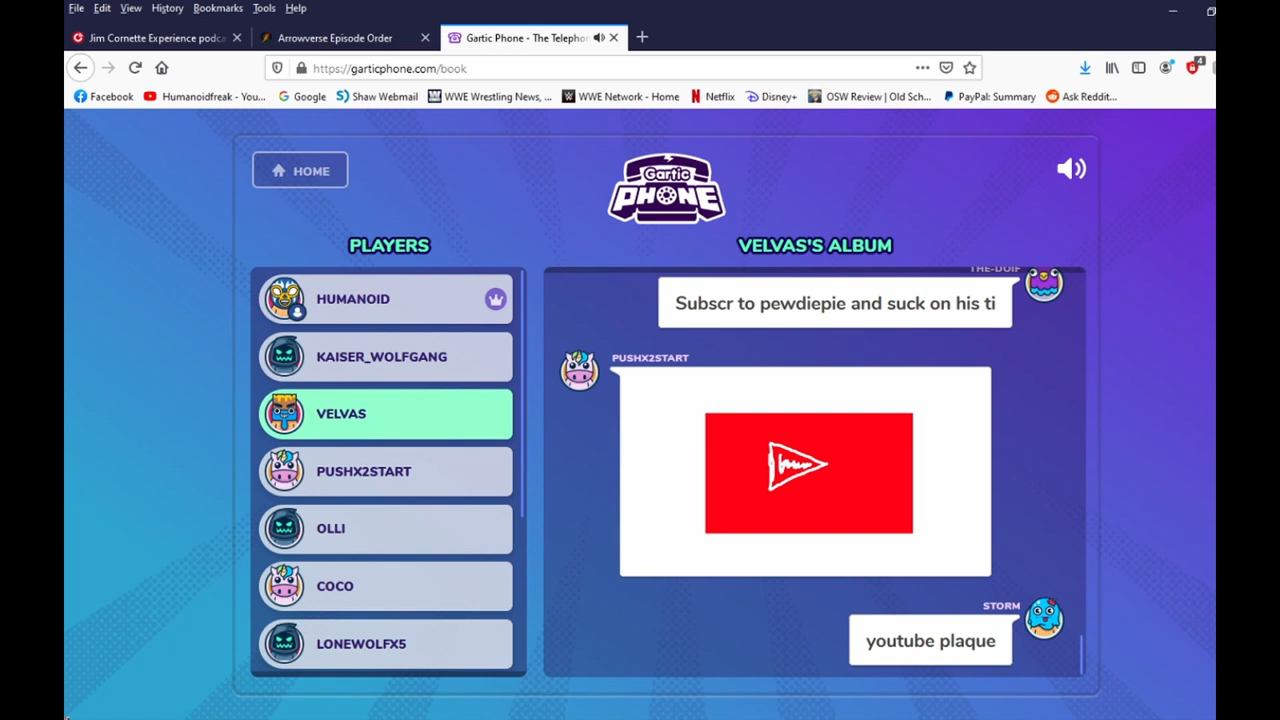 File Edit View History Bookmarks Tools Help
Jim Cornette Experience podca
Arrowverse Episode Order
Gartic Phone - The Telephon
https://garticphone.com/book
4
Facebook
Humanoidfreak - You...
Google
Shaw Webmail
WWE Wrestling News, ...
WWE Network - Home
Netflix
Disney+
OSW Review | Old Sch...
PayPal: Summary
Ask Reddit...
HOME
Gartic
PHONE
PLAYERS
VELVAS'S ALBUM
HUMANOID
KAISER_WOLFGANG
VELVAS
PUSHX2START
OLLI
COCO
LONEWOLFX5
THE-DUIF
Subscr to pewdiepie and suck on his ti
PUSHX2START
STORM
youtube plaque